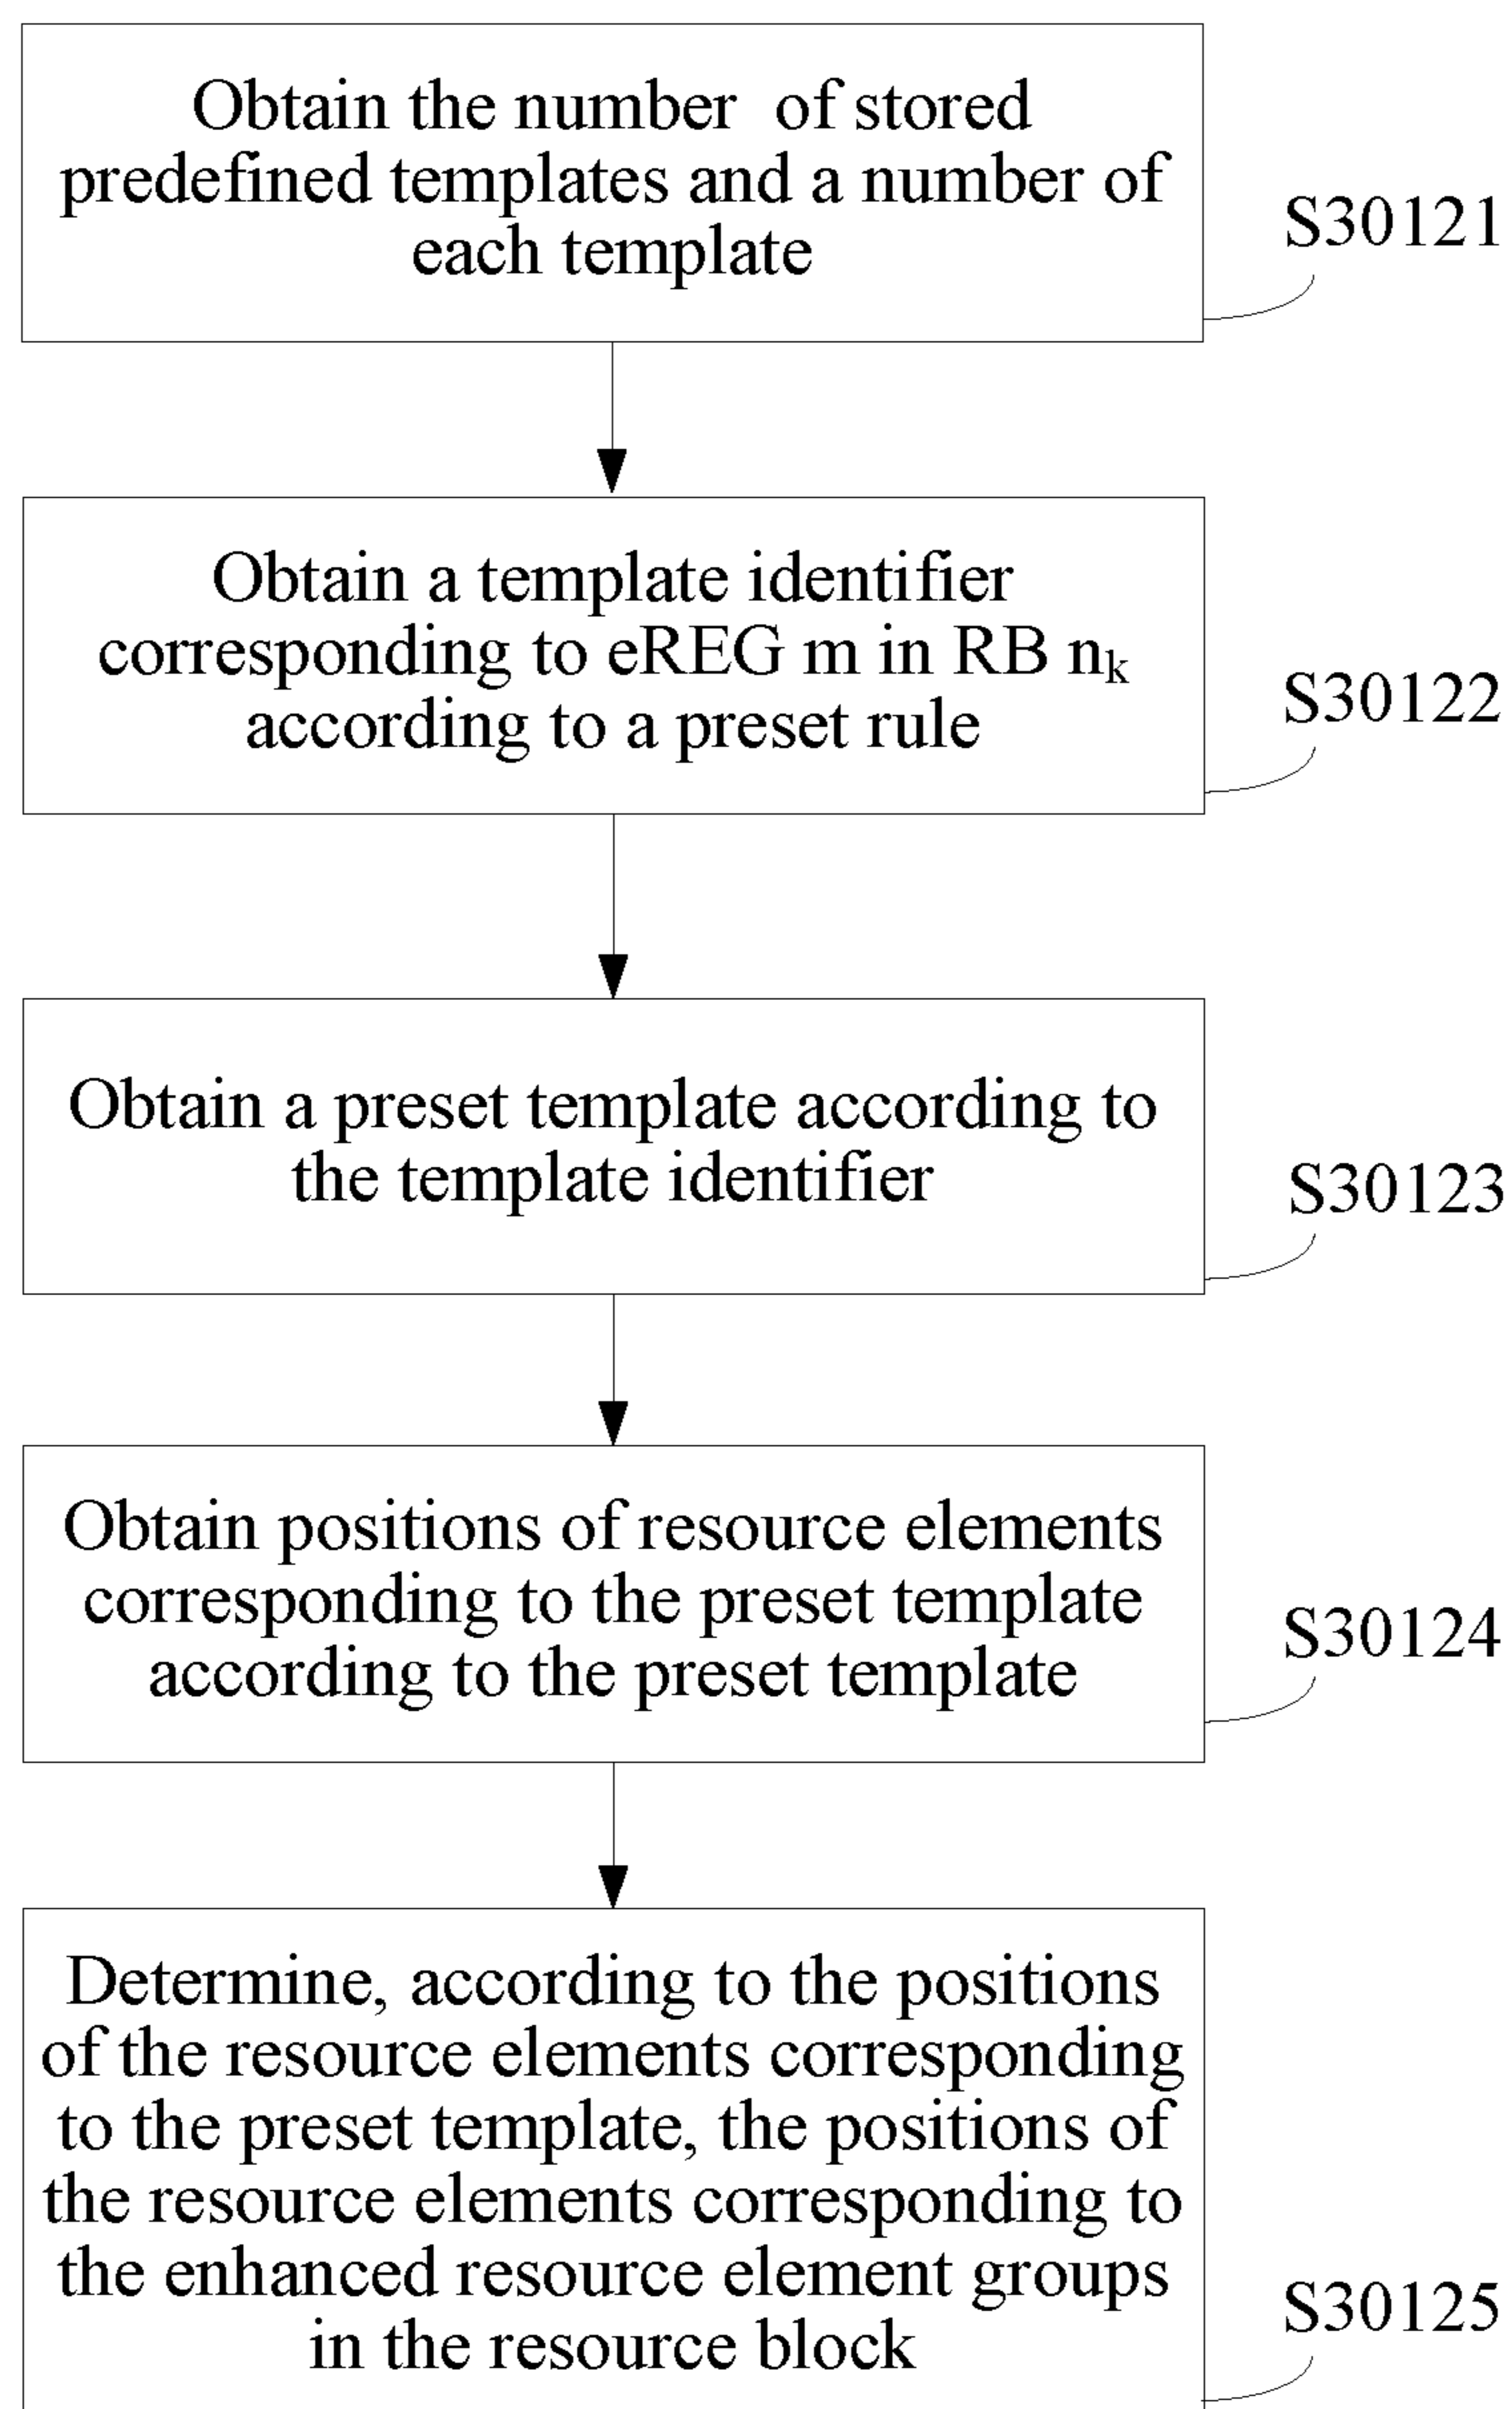 Obtain the number of stored
predefined templates and a number of
each template
S30121
Obtain a template identifier
corresponding to eREG m in RB nₖ
according to a preset rule
S30122
Obtain a preset template according to
the template identifier
S30123
Obtain positions of resource elements
corresponding to the preset template
according to the preset template
S30124
Determine, according to the positions
of the resource elements corresponding
to the preset template, the positions of
the resource elements corresponding to
the enhanced resource element groups
in the resource block
S30125